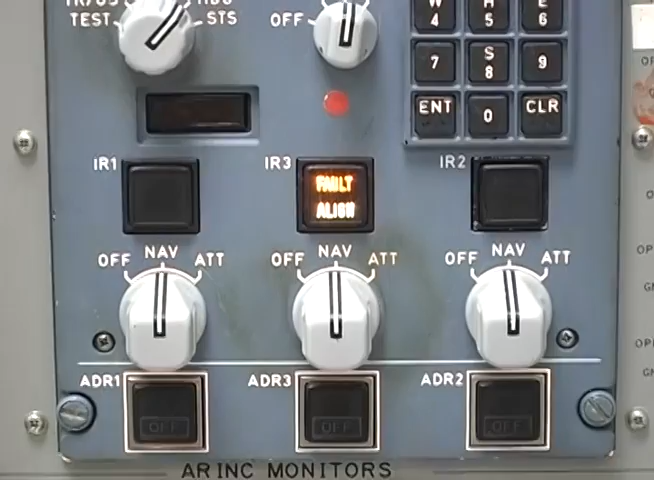 TEST
STS
OFF
W
4
H
5
E
6
7
S
8
9
ENT
0
CLR
IR1
IR3
IR2
FAULT
ALIGN
OFF NAV ATT
OFF NAV ATT
OFF NAV ATT
ADR1
ADR3
ADR2
OFF
OFF
OFF
ARINC MONITORS